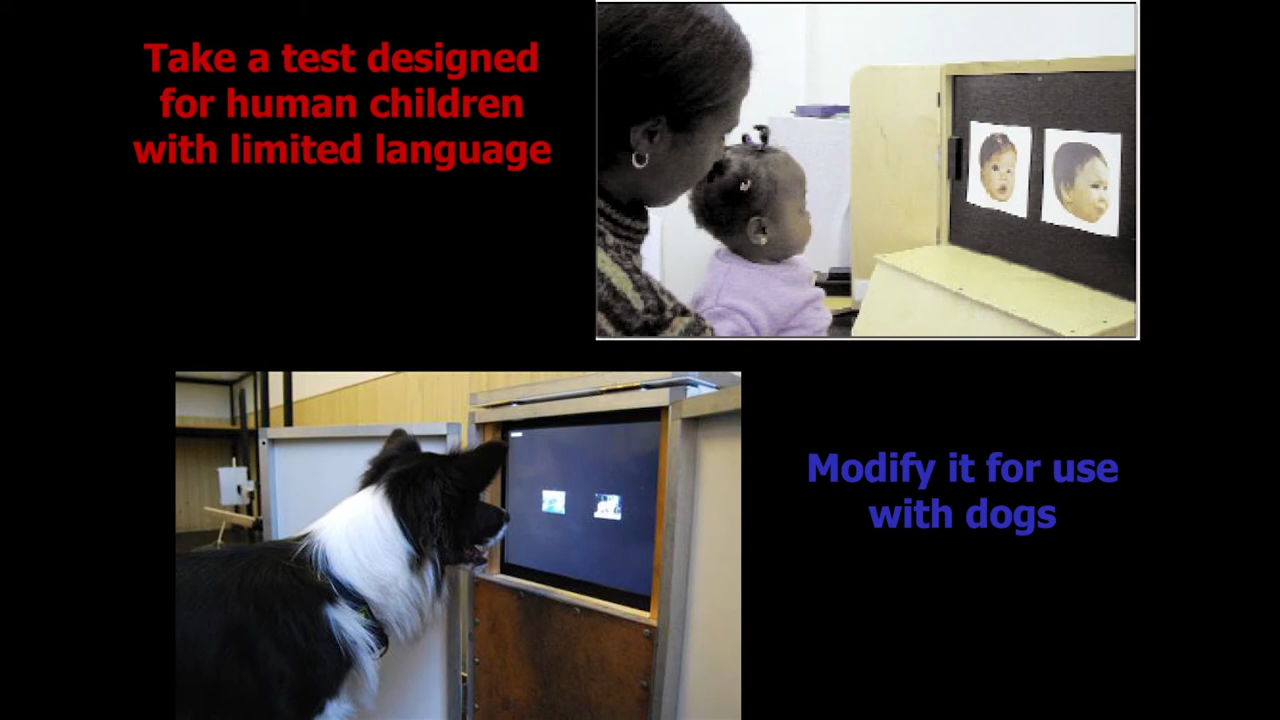 Take a test designed
for human children
with limited language
Modify it for use
with dogs